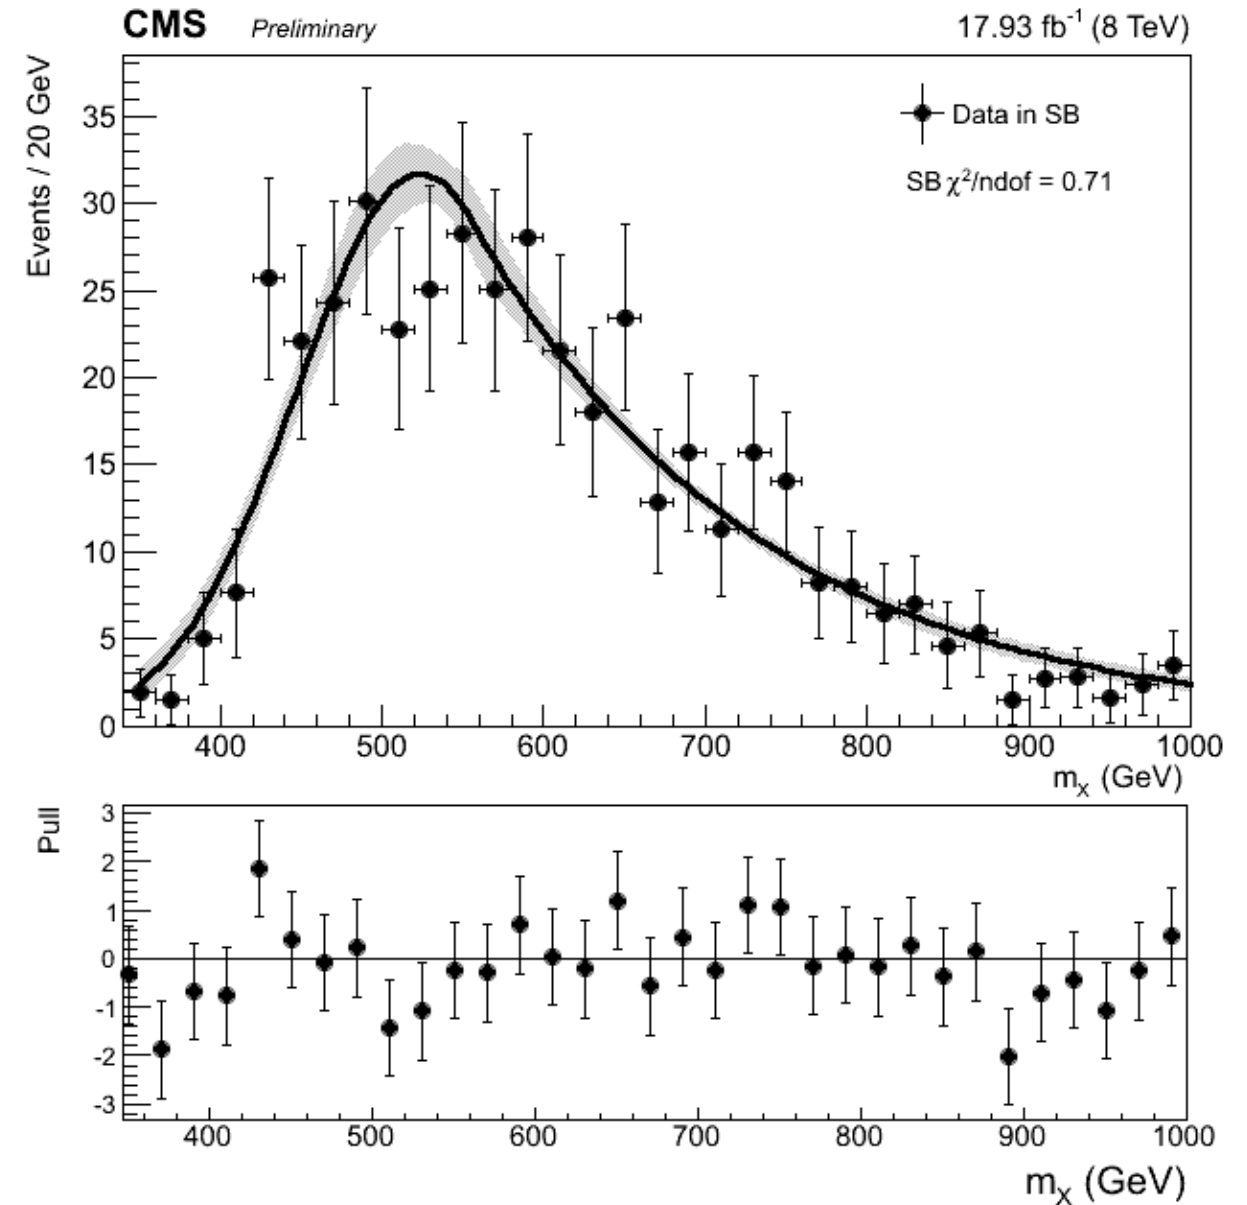 CMS Preliminary 17.93 fb⁻¹ (8 TeV)
Events / 20 GeV
35
30
25
20
15
10
5
0
Data in SB
SB χ²/ndof = 0.71
400 500 600 700 800 900 1000
m_X (GeV)
Pull
3
2
1
0
-1
-2
-3
400 500 600 700 800 900 1000
m_X (GeV)